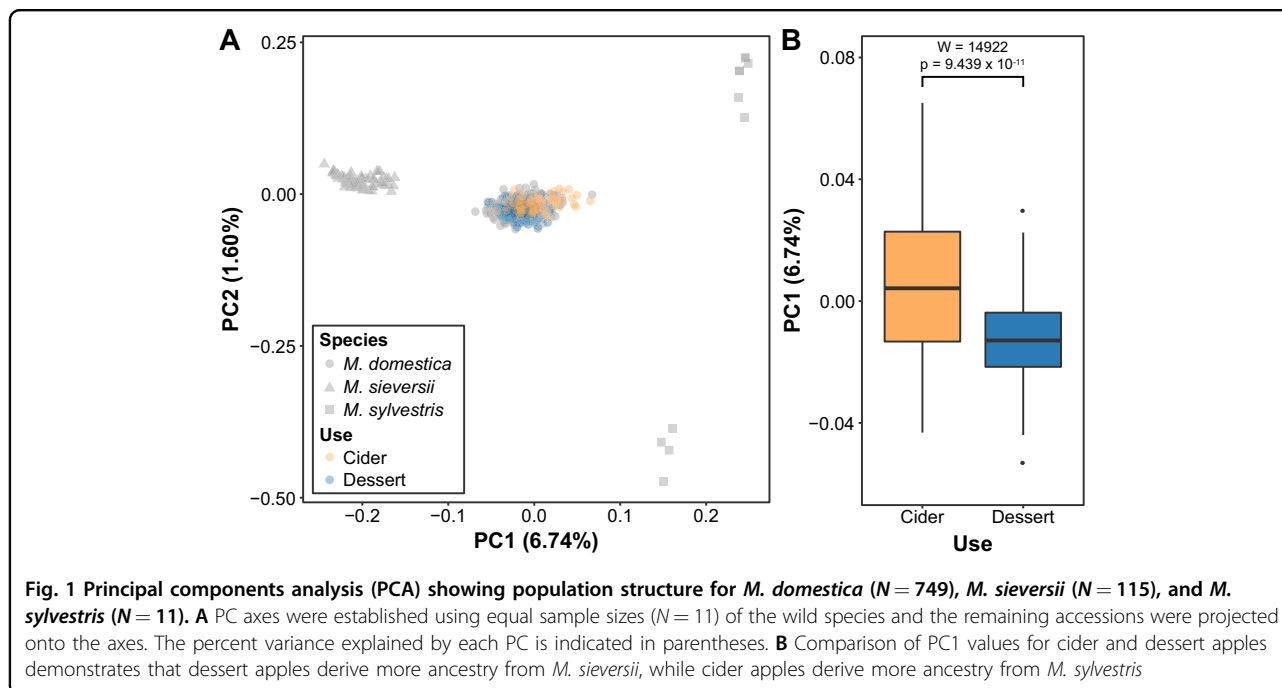 A
0.25
0.00
−0.25
−0.50
PC2 (1.60%)
Species
M. domestica
M. sieversii
M. sylvestris
Use
Cider
Dessert
−0.2
−0.1
0.0
0.1
0.2
PC1 (6.74%)
B
W = 14922
p = 9.439 x 10⁻¹¹
0.08
0.04
0.00
−0.04
PC1 (6.74%)
Cider
Dessert
Use
Fig. 1 Principal components analysis (PCA) showing population structure for M. domestica (N = 749), M. sieversii (N = 115), and M.
sylvestris (N = 11). A PC axes were established using equal sample sizes (N = 11) of the wild species and the remaining accessions were projected
onto the axes. The percent variance explained by each PC is indicated in parentheses. B Comparison of PC1 values for cider and dessert apples
demonstrates that dessert apples derive more ancestry from M. sieversii, while cider apples derive more ancestry from M. sylvestris